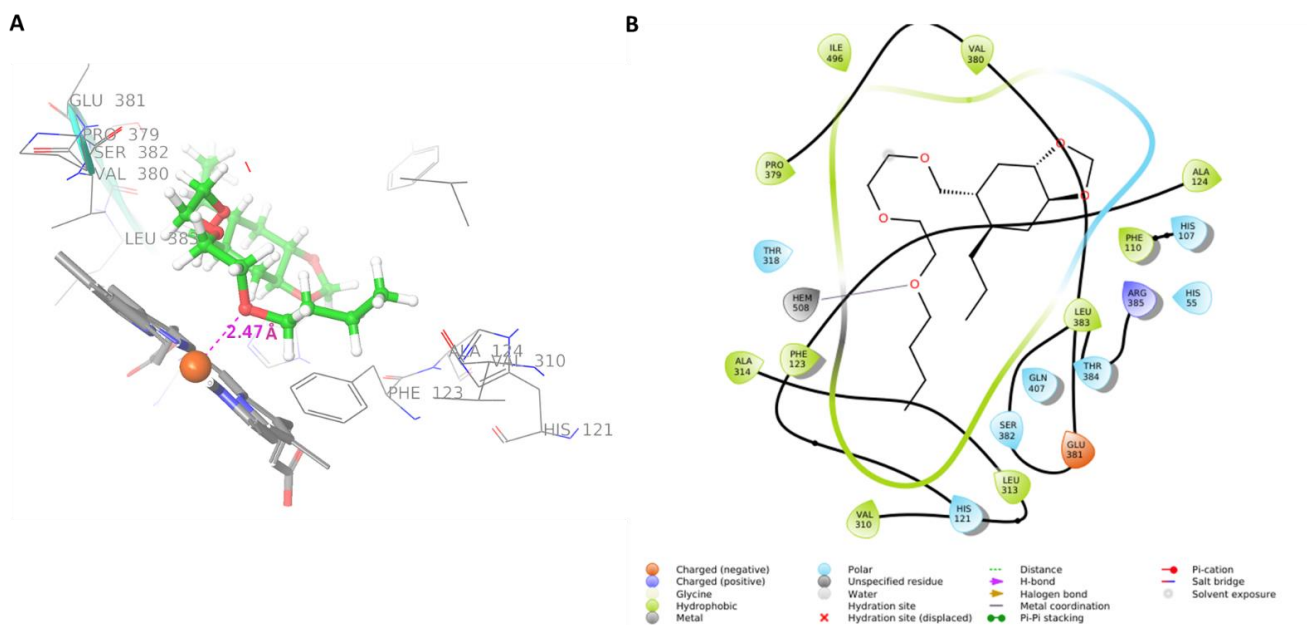 A
GLU 381
PRO 379
SER 382
VAL 380
LEU 383
2.47 Å
ALA 124
VAL 310
PHE 123
HIS 121
B
ILE
496
VAL
380
PRO
379
ALA
124
O
O
O
O
O
THR
318
PHE
110
HIS
107
HEM
508
ARG
385
HIS
55
LEU
383
ALA
314
PHE
123
GLN
407
THR
384
SER
382
GLU
381
LEU
313
VAL
310
HIS
121
Charged (negative)
Charged (positive)
Glycine
Hydrophobic
Metal
Polar
Unspecified residue
Water
Hydration site
Hydration site (displaced)
Distance
H-bond
Halogen bond
Metal coordination
Pi-Pi stacking
Pi-cation
Salt bridge
Solvent exposure